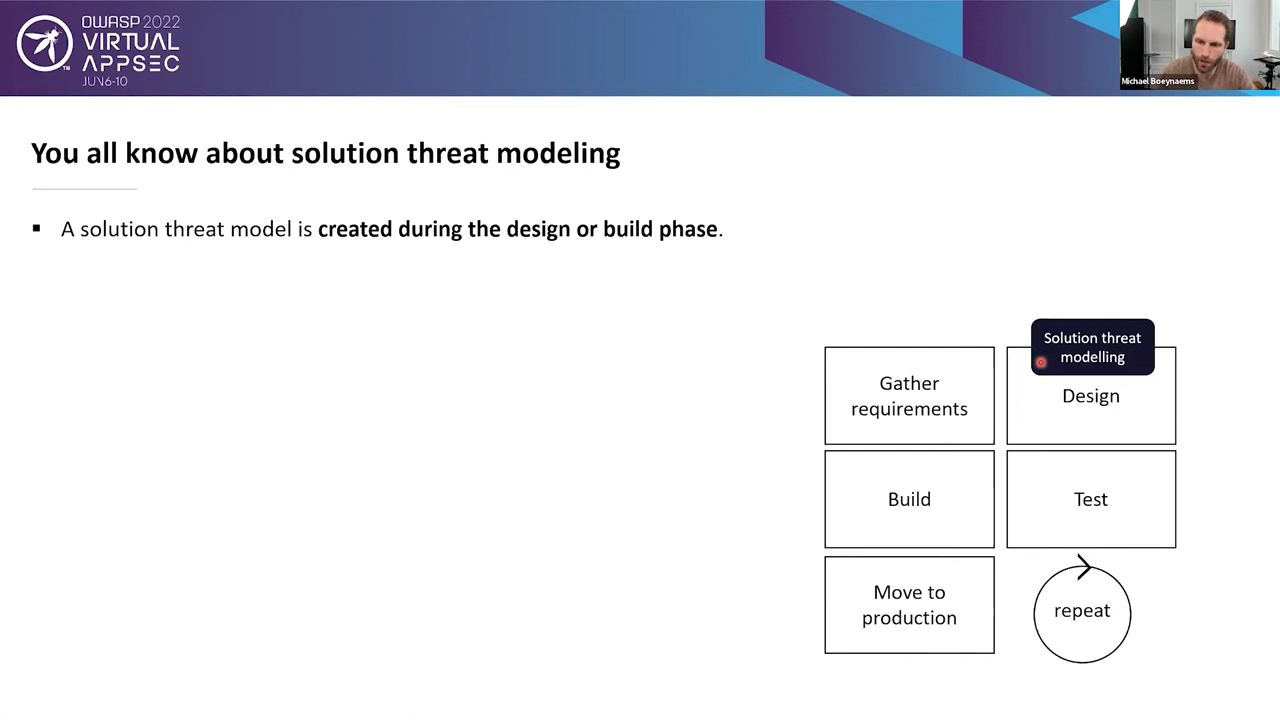 OWASP 2022
VIRTUAL
APPSEC
JUN 6-10
Michael Boeynaems
You all know about solution threat modeling
▪ A solution threat model is created during the design or build phase.
Solution threat
modelling
Gather
requirements
Design
Build
Test
Move to
production
repeat